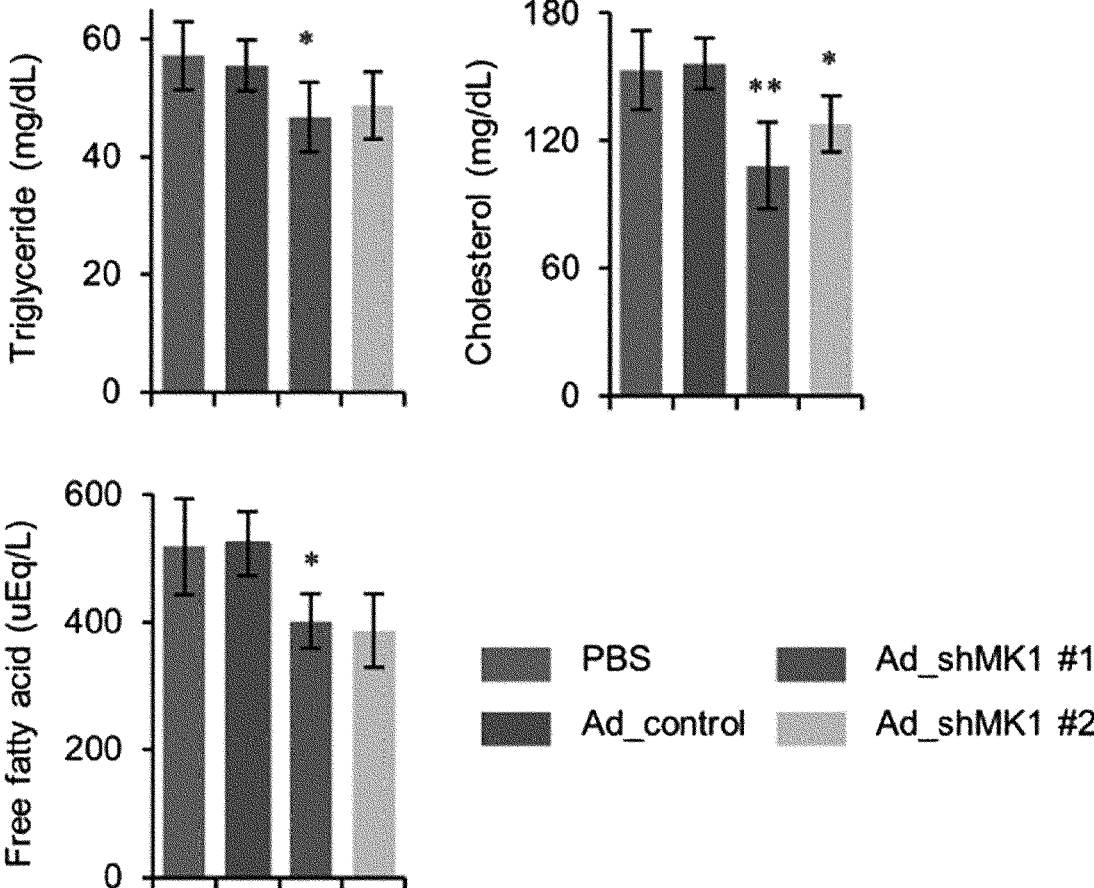 Triglyceride (mg/dL)
60
40
20
0
*
Cholesterol (mg/dL)
180
120
60
0
**
*
Free fatty acid (uEq/L)
600
400
200
0
*
PBS
Ad_control
Ad_shMK1 #1
Ad_shMK1 #2